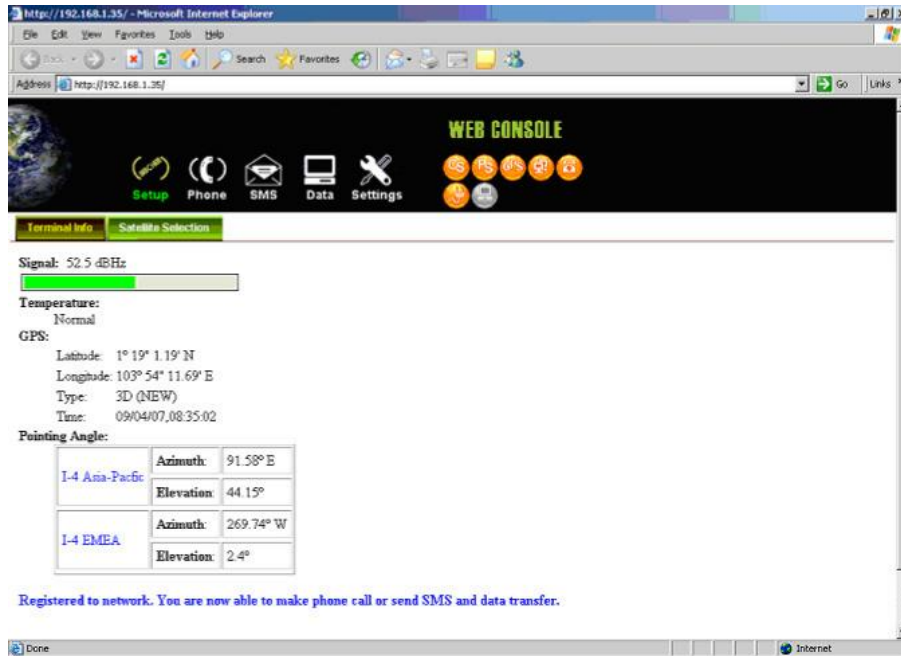 http://192.168.1.35/ - Microsoft Internet Explorer
File Edit View Favorites Tools Help
Back Search Favorites
Address http://192.168.1.35/ Go Links
WEB CONSOLE
CS PS GPS
Setup Phone SMS Data Settings
Terminal Info Satellite Selection
Signal: 52.5 dBHz
Temperature:
Normal
GPS:
Latitude: 1° 19" 1.19' N
Longitude: 103° 54" 11.69' E
Type: 3D (NEW)
Time: 09/04/07,08:35:02
Pointing Angle:
I-4 Asia-Pacfic
Azimuth: 91.58° E
Elevation: 44.15°
I-4 EMEA
Azimuth: 269.74° W
Elevation: 2.4°
Registered to network. You are now able to make phone call or send SMS and data transfer.
Done Internet